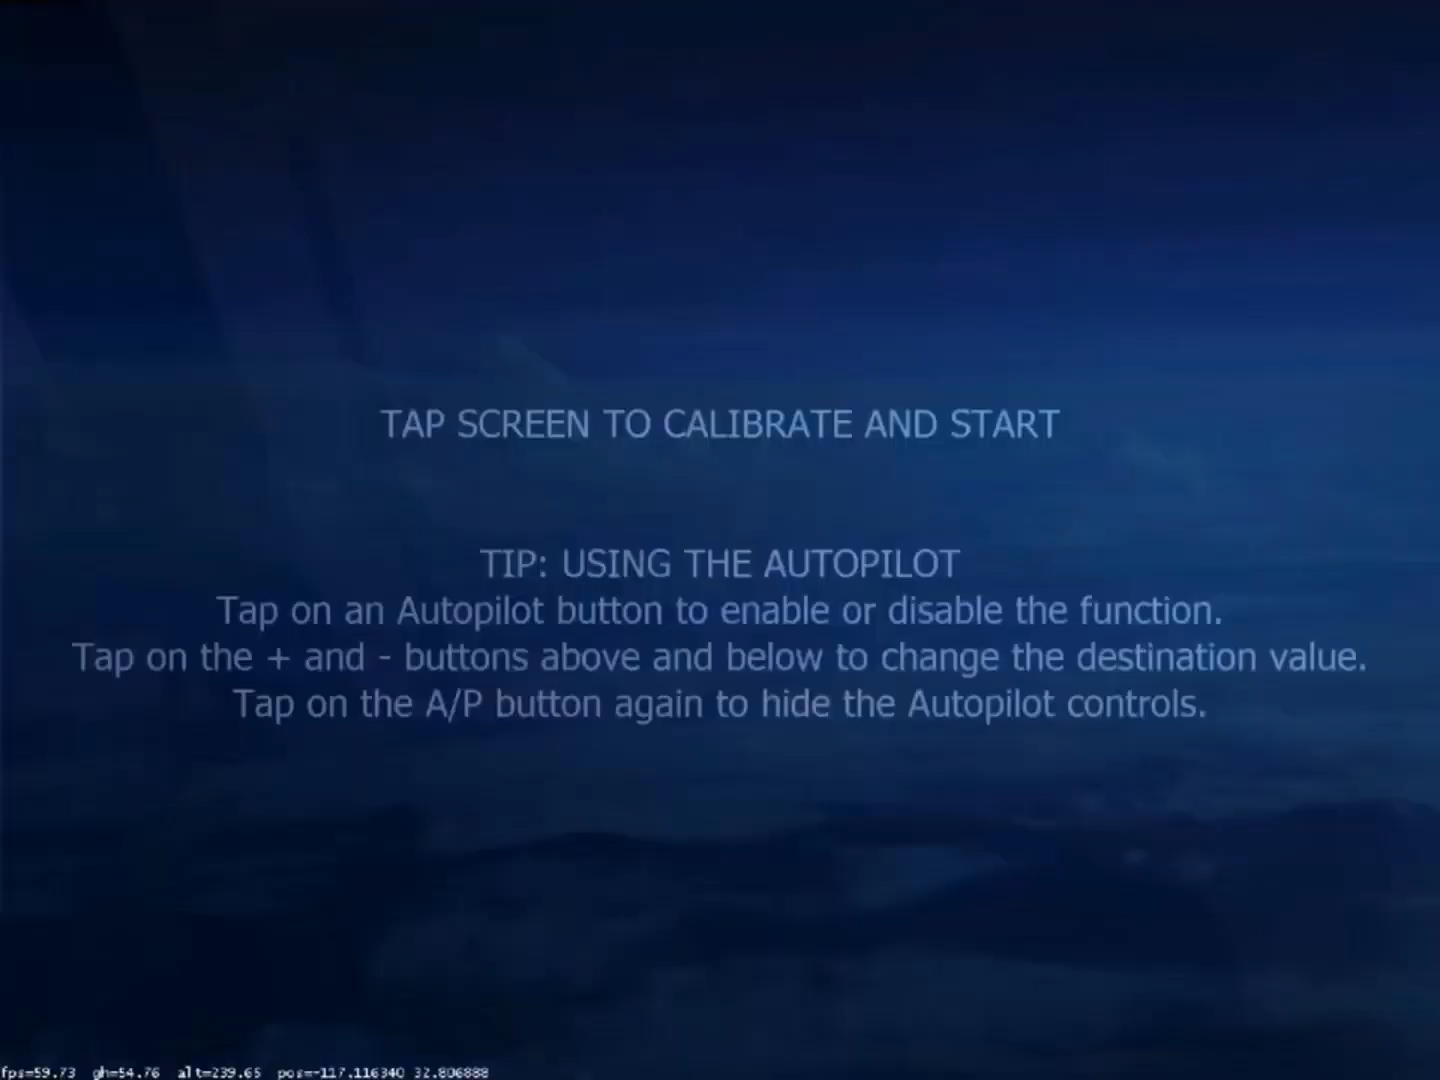 TAP SCREEN TO CALIBRATE AND START
TIP: USING THE AUTOPILOT
Tap on an Autopilot button to enable or disable the function.
Tap on the + and - buttons above and below to change the destination value.
Tap on the A/P button again to hide the Autopilot controls.
fps=59.73 gh=54.76 alt=239.65 pos=-117.116340 32.806888